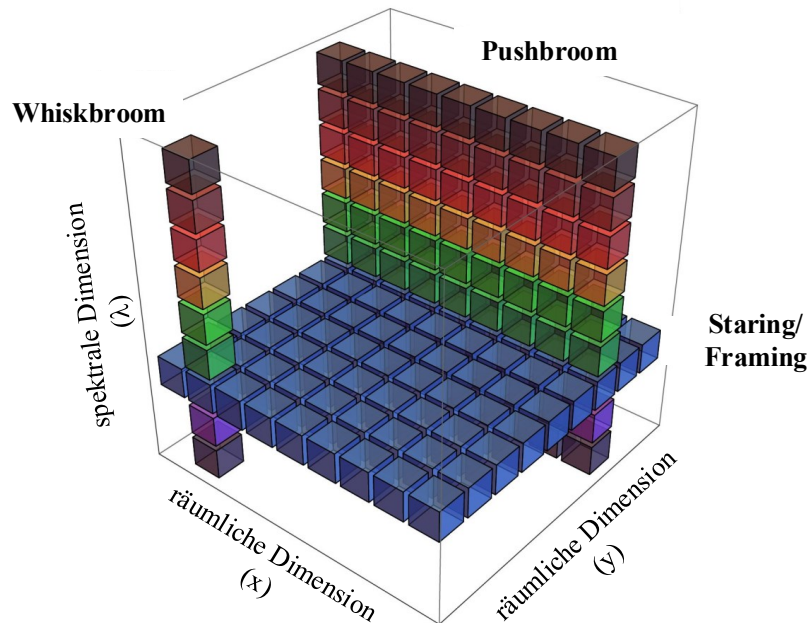 Pushbroom
Whiskbroom
spektrale Dimension
(λ)
Staring/
Framing
räumliche Dimension
(x)
räumliche Dimension
(y)